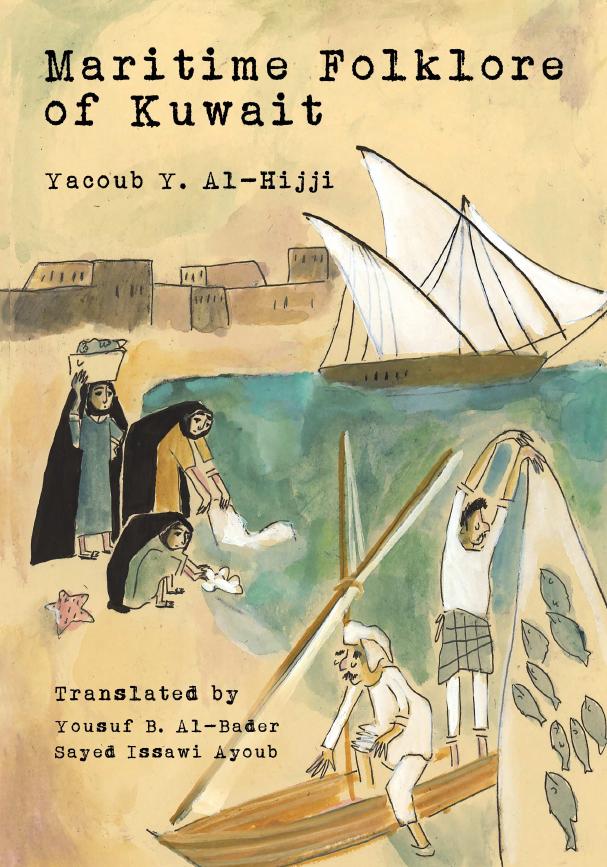 Maritime Folklore
of Kuwait
Yacoub Y. Al-Hijji
Translated by
Yousuf B. Al-Bader
Sayed Issawi Ayoub